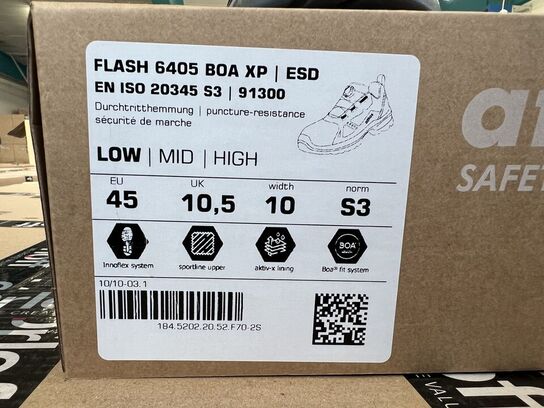 FLASH 6405 BOA XP | ESD
EN ISO 20345 S3 | 91300
Durchtritthemmung | puncture-resistance
sécurité de marche
LOW | MID | HIGH
EU UK width norm
45 10,5 10 S3
BOA
Innoflex system sportline upper aktiv-x lining Boa® fit system
10/10-03.1
184.5202.20.52.F70-2S
SAFET